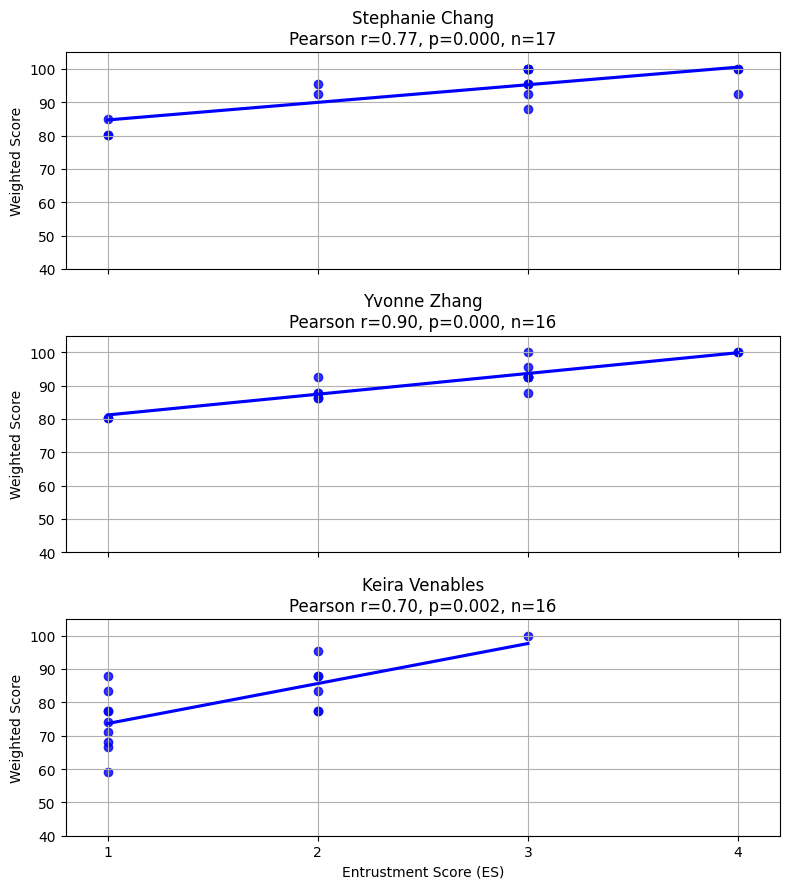 Stephanie Chang
Pearson r=0.77, p=0.000, n=17
Weighted Score
100
90
80
70
60
50
40
Yvonne Zhang
Pearson r=0.90, p=0.000, n=16
Weighted Score
100
90
80
70
60
50
40
Keira Venables
Pearson r=0.70, p=0.002, n=16
Weighted Score
100
90
80
70
60
50
40
1 2 3 4
Entrustment Score (ES)